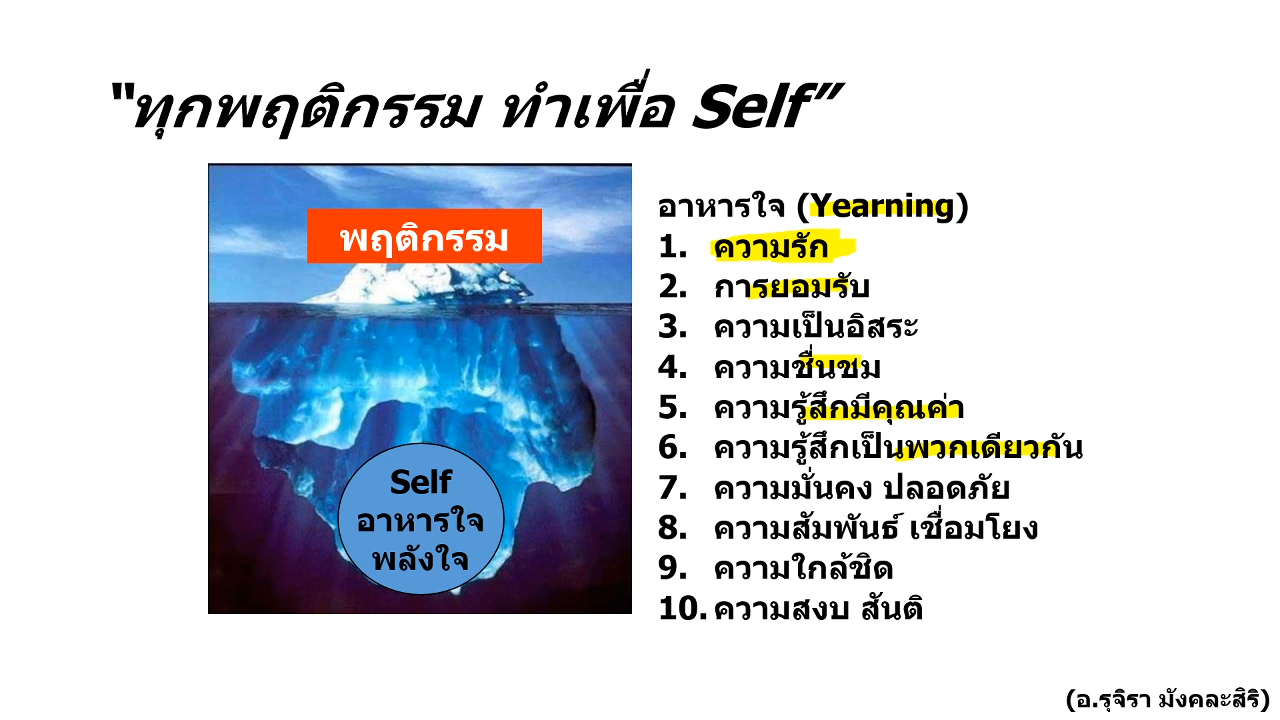 “ทุกพฤติกรรม ทำเพื่อ Self”
พฤติกรรม
Self
อาหารใจ
พลังใจ
อาหารใจ (Yearning)
1. ความรัก
2. การยอมรับ
3. ความเป็นอิสระ
4. ความชื่นชม
5. ความรู้สึกมีคุณค่า
6. ความรู้สึกเป็นพวกเดียวกัน
7. ความมั่นคง ปลอดภัย
8. ความสัมพันธ์ เชื่อมโยง
9. ความใกล้ชิด
10. ความสงบ สันติ
(อ.รุจิรา มังคละสิริ)